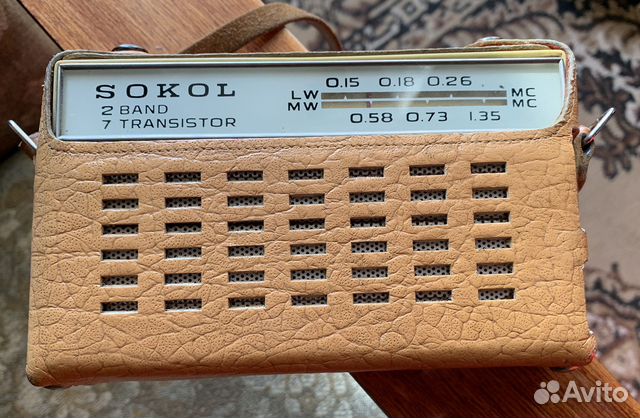 SOKOL
2 BAND
7 TRANSISTOR
0.15 0.18 0.26
LW MC
MW MC
0.58 0.73 1.35
Avito